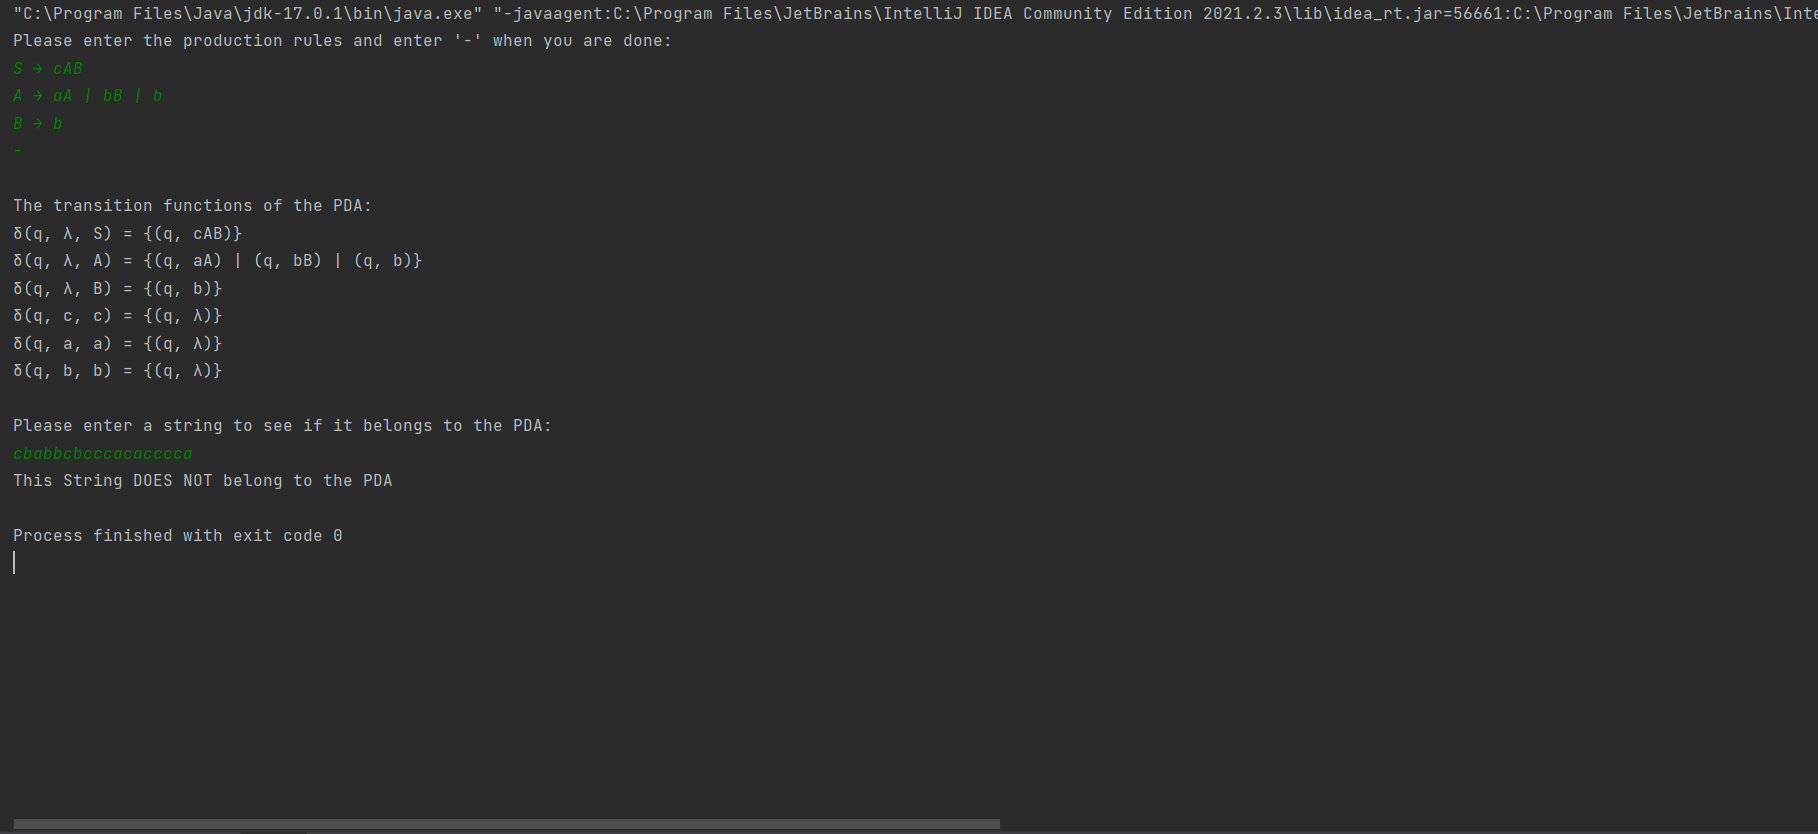 "C:\Program Files\Java\jdk-17.0.1\bin\java.exe" "-javaagent:C:\Program Files\JetBrains\IntelliJ IDEA Community Edition 2021.2.3\lib\idea_rt.jar=56661:C:\Program Files\JetBrains\Inte
Please enter the production rules and enter '-' when you are done:
S → cAB
A → aA | bB | b
B → b
-
The transition functions of the PDA:
δ(q, λ, S) = {(q, cAB)}
δ(q, λ, A) = {(q, aA) | (q, bB) | (q, b)}
δ(q, λ, B) = {(q, b)}
δ(q, c, c) = {(q, λ)}
δ(q, a, a) = {(q, λ)}
δ(q, b, b) = {(q, λ)}
Please enter a string to see if it belongs to the PDA:
cbabbcbcccacacccca
This String DOES NOT belong to the PDA
Process finished with exit code 0